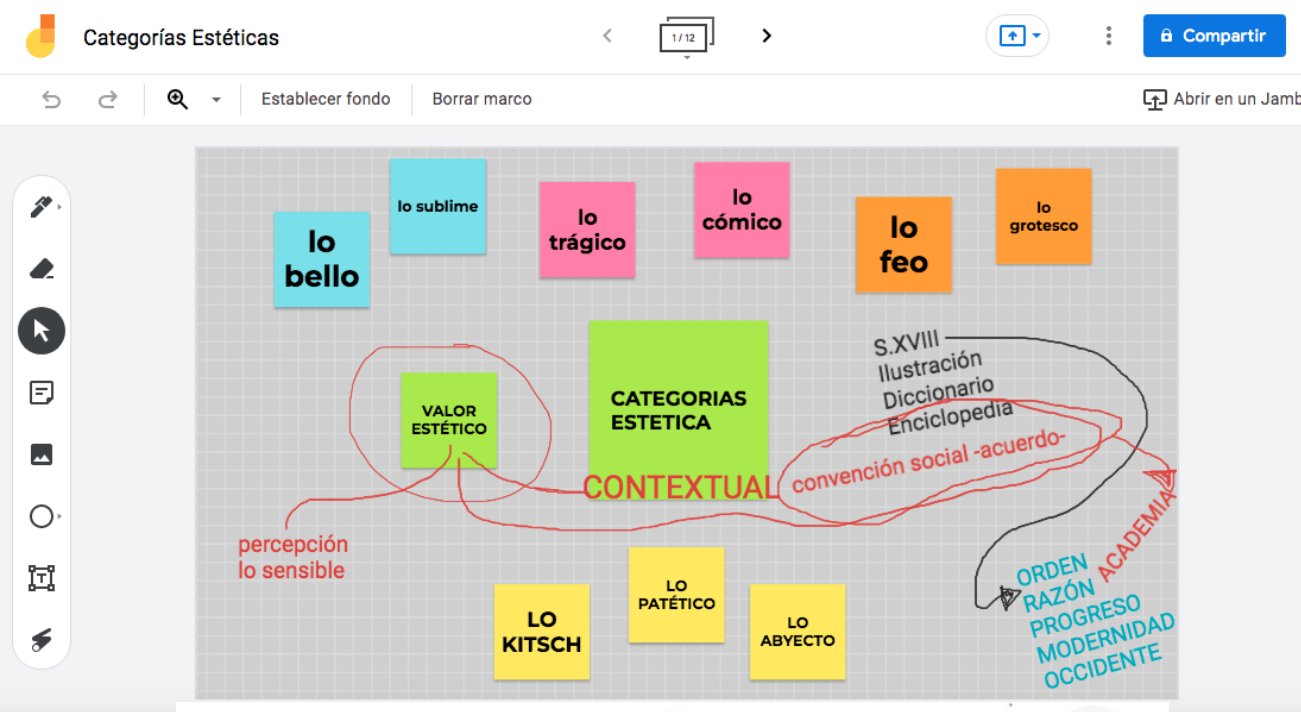 Categorías Estéticas
1 / 12
Compartir
Establecer fondo
Borrar marco
Abrir en un Jamb
lo
bello
lo sublime
lo
trágico
lo
cómico
lo
feo
lo
grotesco
VALOR
ESTÉTICO
CATEGORIAS
ESTETICA
CONTEXTUAL
S.XVIII
Ilustración
Diccionario
Enciclopedia
convención social -acuerdo-
ACADEMIA
percepción
lo sensible
ORDEN
RAZÓN
PROGRESO
MODERNIDAD
OCCIDENTE
LO
KITSCH
LO
PATÉTICO
LO
ABYECTO